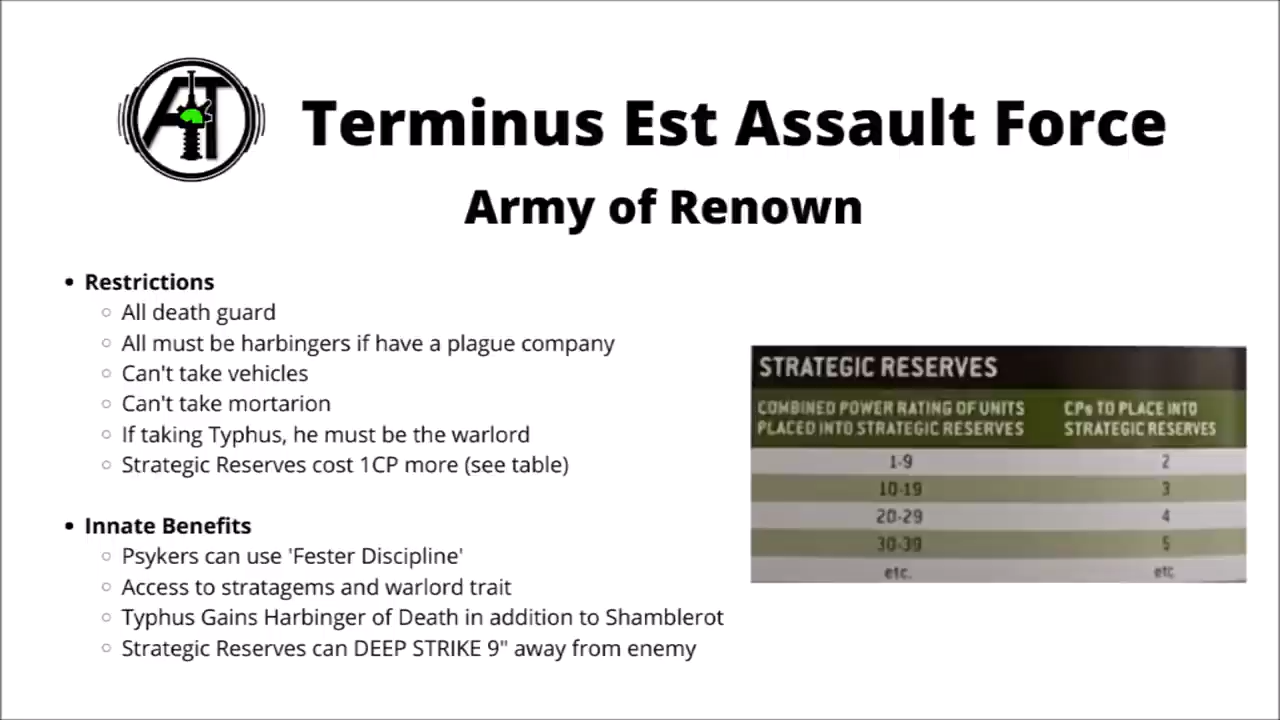 AT
Terminus Est Assault Force
Army of Renown
• Restrictions
○ All death guard
○ All must be harbingers if have a plague company
○ Can't take vehicles
○ Can't take mortarion
○ If taking Typhus, he must be the warlord
○ Strategic Reserves cost 1CP more (see table)
• Innate Benefits
○ Psykers can use 'Fester Discipline'
○ Access to stratagems and warlord trait
○ Typhus Gains Harbinger of Death in addition to Shamblerot
○ Strategic Reserves can DEEP STRIKE 9" away from enemy
STRATEGIC RESERVES
COMBINED POWER RATING OF UNITS PLACED INTO STRATEGIC RESERVES
CPs TO PLACE INTO STRATEGIC RESERVES
1-9 2
10-19 3
20-29 4
30-39 5
etc. etc